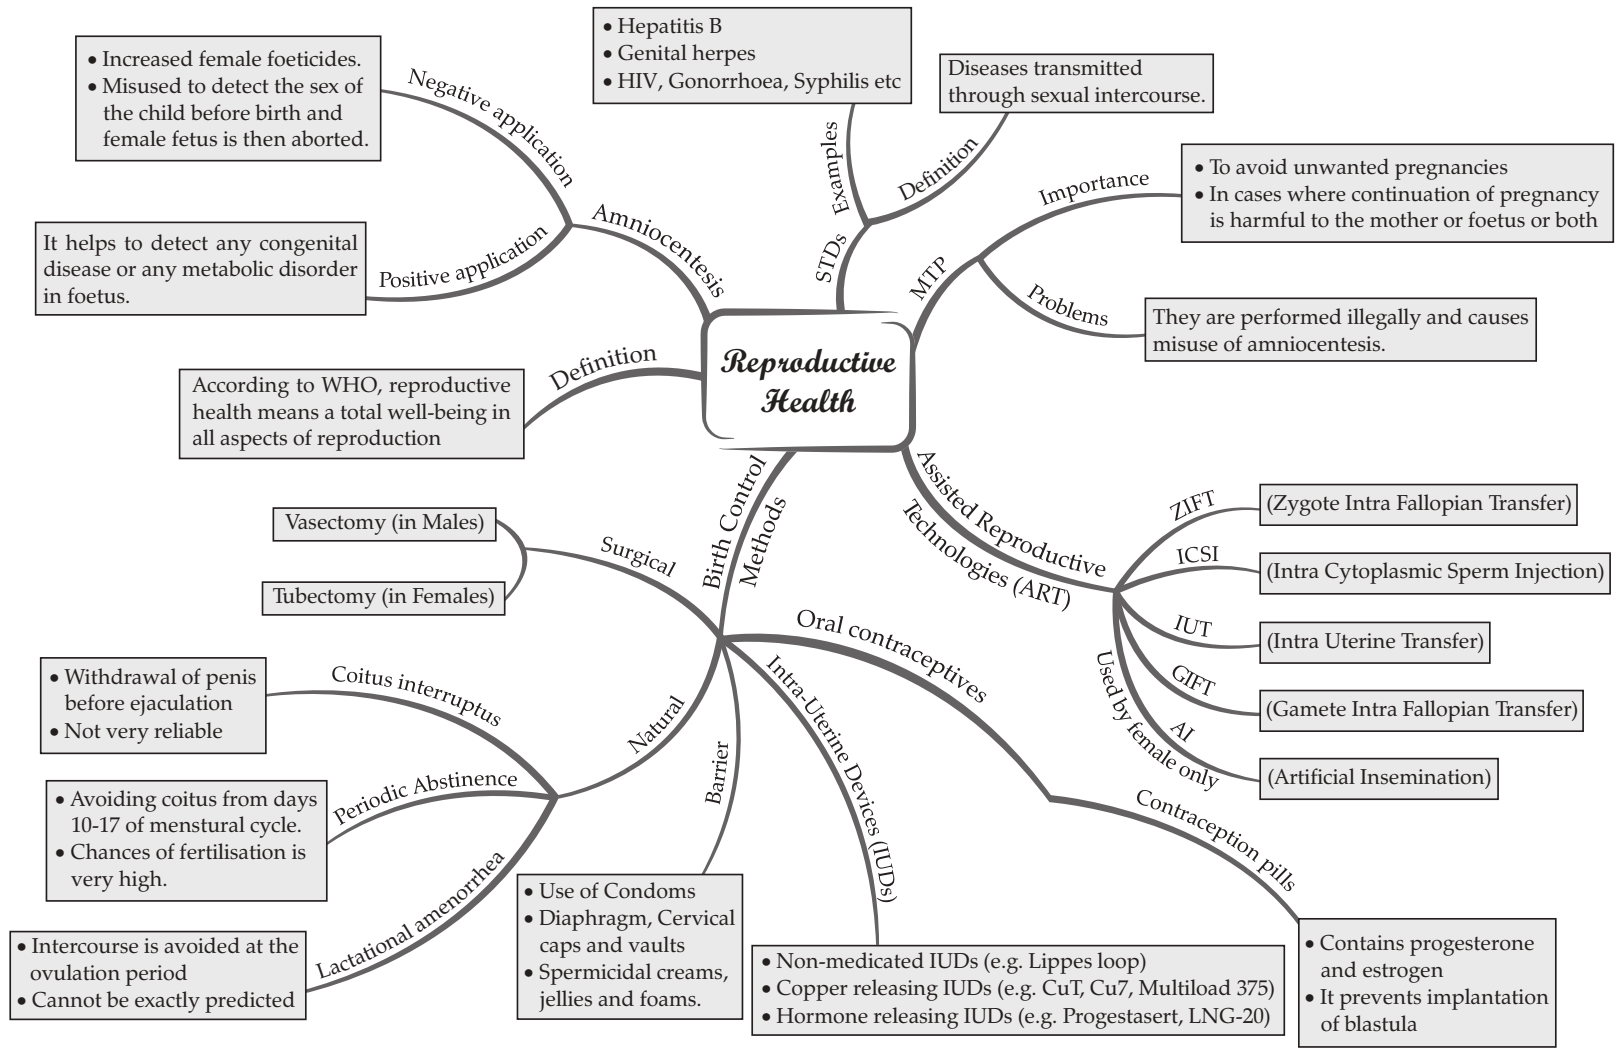 Reproductive
Health
Amniocentesis
Negative application
• Increased female foeticides.
• Misused to detect the sex of
the child before birth and
female fetus is then aborted.
Positive application
It helps to detect any congenital
disease or any metabolic disorder
in foetus.
Definition
According to WHO, reproductive
health means a total well-being in
all aspects of reproduction
STDs
Examples
• Hepatitis B
• Genital herpes
• HIV, Gonorrhoea, Syphilis etc
Definition
Diseases transmitted
through sexual intercourse.
MTP
Importance
• To avoid unwanted pregnancies
• In cases where continuation of pregnancy
is harmful to the mother or foetus or both
Problems
They are performed illegally and causes
misuse of amniocentesis.
Assisted Reproductive
Technologies (ART)
ZIFT
(Zygote Intra Fallopian Transfer)
ICSI
(Intra Cytoplasmic Sperm Injection)
IUT
(Intra Uterine Transfer)
GIFT
(Gamete Intra Fallopian Transfer)
AI
Used by female only
(Artificial Insemination)
Birth Control
Methods
Surgical
Vasectomy (in Males)
Tubectomy (in Females)
Natural
Coitus interruptus
• Withdrawal of penis
before ejaculation
• Not very reliable
Periodic Abstinence
• Avoiding coitus from days
10-17 of menstural cycle.
• Chances of fertilisation is
very high.
Lactational amenorrhea
• Intercourse is avoided at the
ovulation period
• Cannot be exactly predicted
Barrier
• Use of Condoms
• Diaphragm, Cervical
caps and vaults
• Spermicidal creams,
jellies and foams.
Intra-Uterine Devices (IUDs)
• Non-medicated IUDs (e.g. Lippes loop)
• Copper releasing IUDs (e.g. CuT, Cu7, Multiload 375)
• Hormone releasing IUDs (e.g. Progestasert, LNG-20)
Oral contraceptives
Contraception pills
• Contains progesterone
and estrogen
• It prevents implantation
of blastula